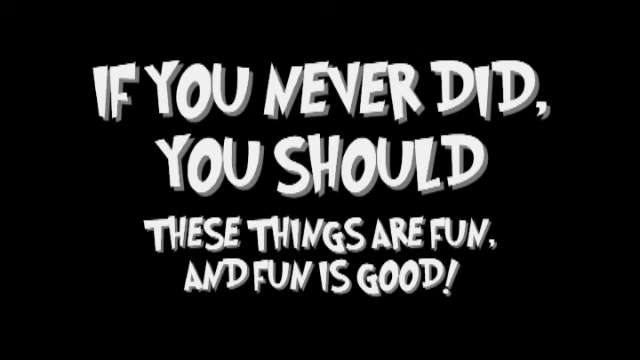 IF YOU NEVER DID,
YOU SHOULD
THESE THINGS ARE FUN,
AND FUN IS GOOD!